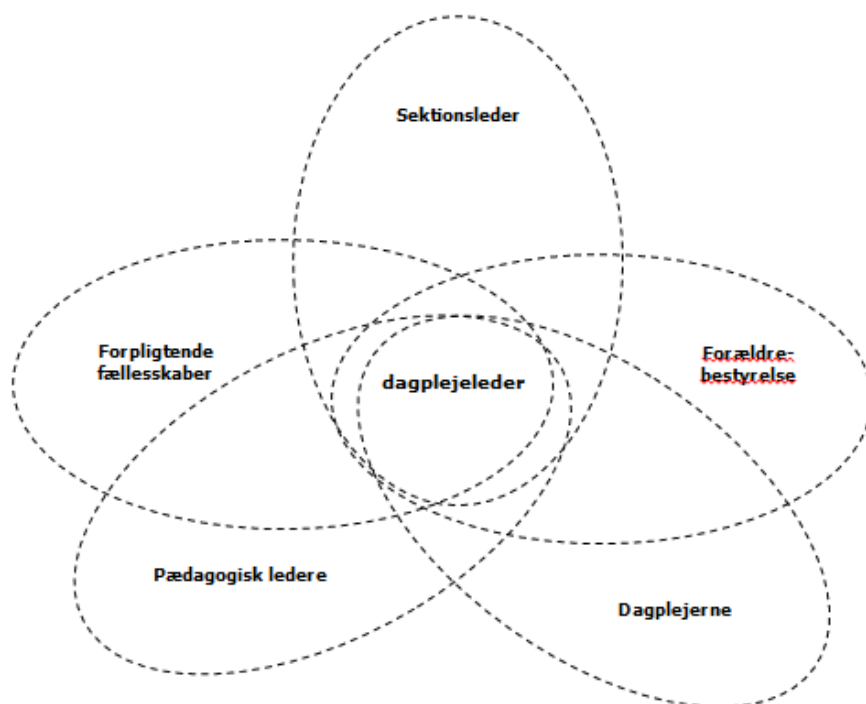 Sektionsleder
Forpligtende
fællesskaber
dagplejeleder
Forældre-
bestyrelse
Pædagogisk ledere
Dagplejerne